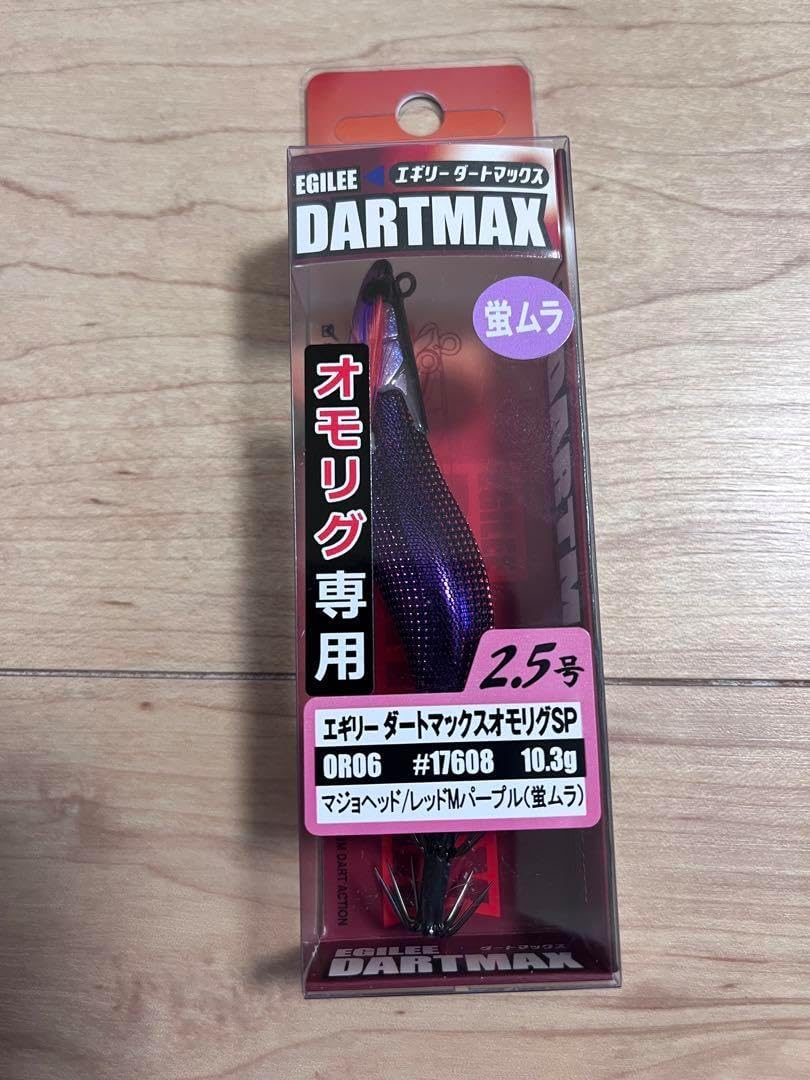 EGILEE エギリー ダートマックス
DARTMAX
蛍ムラ
オモリグ専用
2.5号
エギリー ダートマックスオモリグSP
OR06 #17608 10.3g
マジョヘッド/レッドMパープル(蛍ムラ)
M DART ACTION
EGILEE ダートマックス
DARTMAX